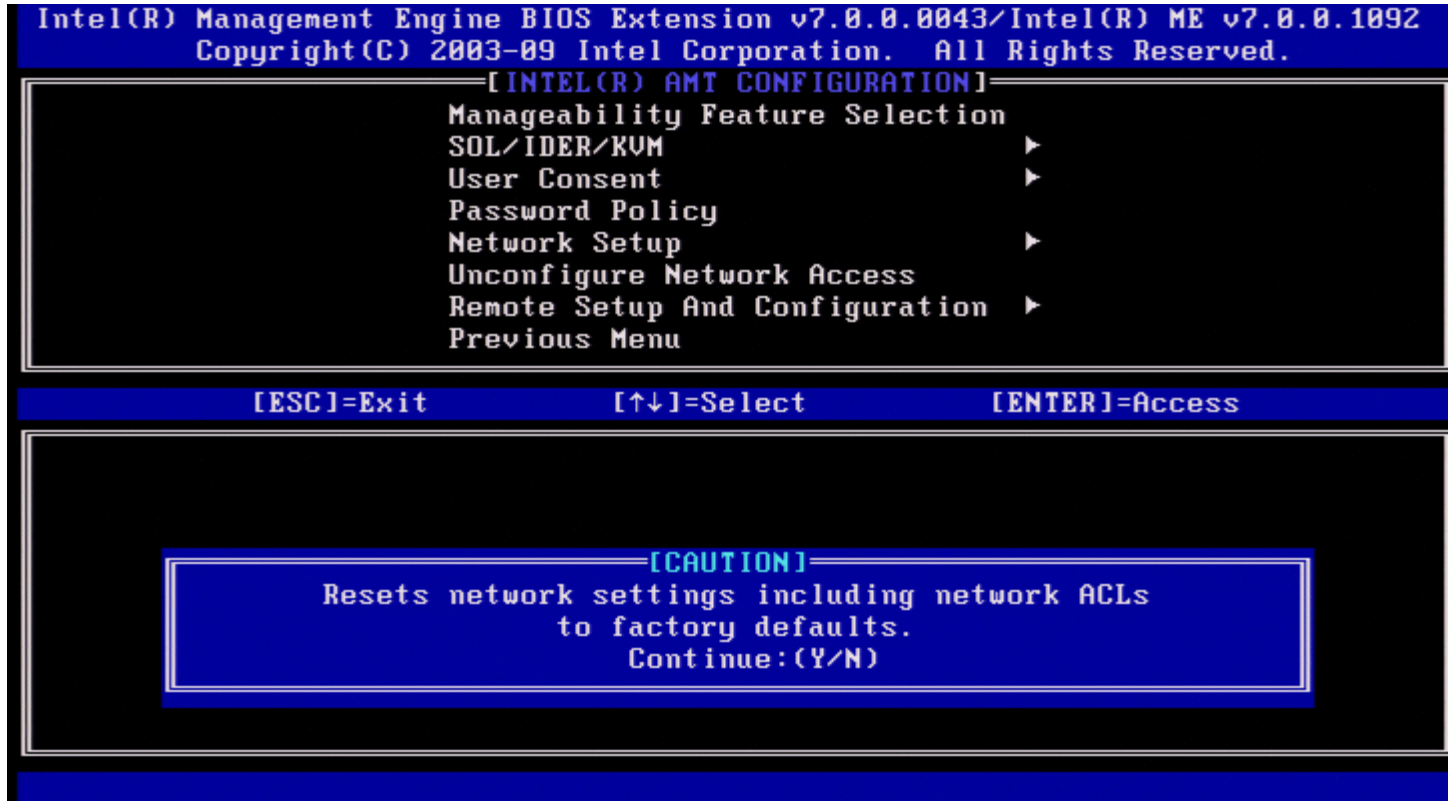 Intel(R) Management Engine BIOS Extension v7.0.0.0043/Intel(R) ME v7.0.0.1092
Copyright(C) 2003-09 Intel Corporation. All Rights Reserved.
[INTEL(R) AMT CONFIGURATION]
Manageability Feature Selection
SOL/IDER/KVM ►
User Consent ►
Password Policy
Network Setup ►
Unconfigure Network Access
Remote Setup And Configuration ►
Previous Menu
[ESC]=Exit [↑↓]=Select [ENTER]=Access
[CAUTION]
Resets network settings including network ACLs
to factory defaults.
Continue:(Y/N)